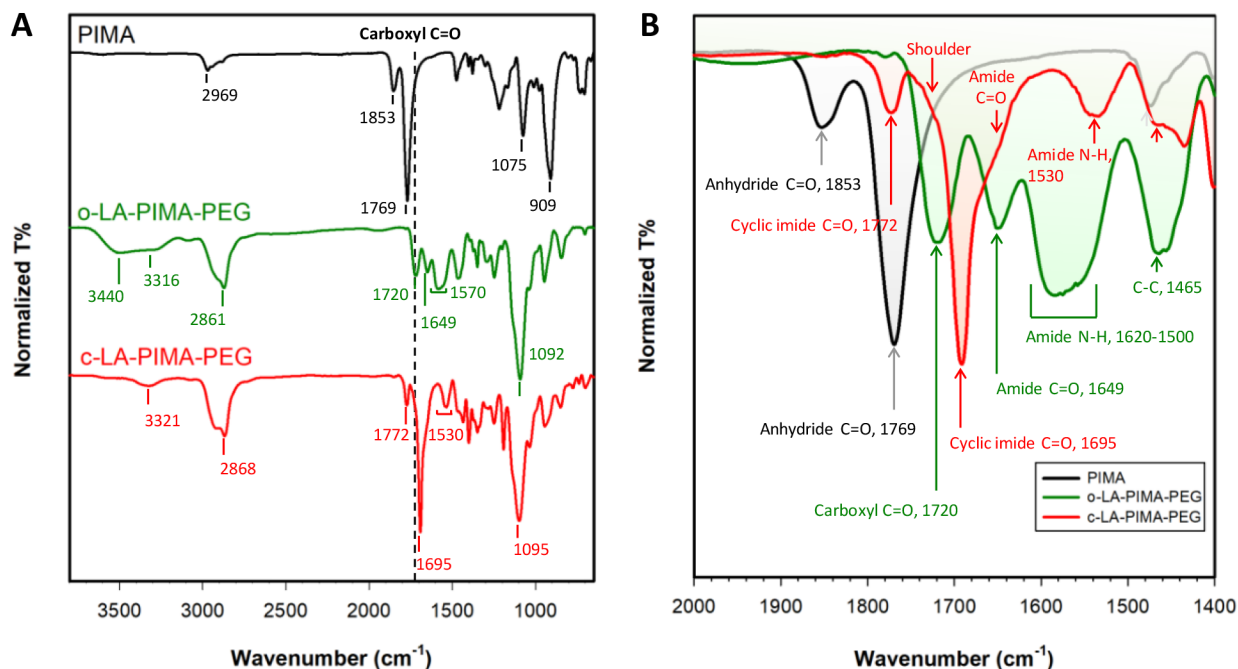 A
PIMA
Carboxyl C=O
2969
1853
1769
1075
909
o-LA-PIMA-PEG
3440
3316
2861
1720
1649
1570
1092
c-LA-PIMA-PEG
3321
2868
1772
1530
1695
1095
Normalized T%
3500 3000 2500 2000 1500 1000
Wavenumber (cm-1)
B
Shoulder
Amide
C=O
Anhydride C=O, 1853
Cyclic imide C=O, 1772
Amide N-H,
1530
C-C, 1465
Amide N-H, 1620-1500
Amide C=O, 1649
Anhydride C=O, 1769
Cyclic imide C=O, 1695
Carboxyl C=O, 1720
PIMA
o-LA-PIMA-PEG
c-LA-PIMA-PEG
Normalized T%
2000 1900 1800 1700 1600 1500 1400
Wavenumber (cm-1)